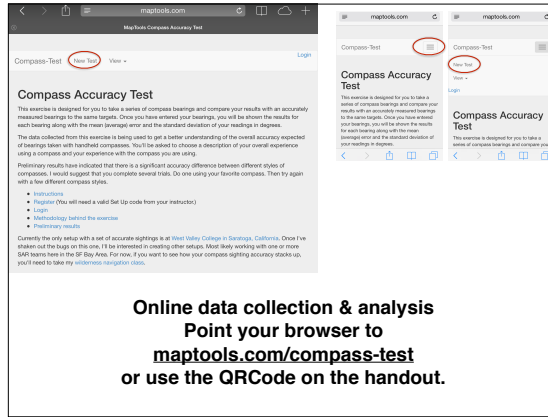 maptools.com
MapTools Compass Accuracy Test
Compass-Test New Test View Login
Compass Accuracy Test
This exercise is designed for you to take a series of compass bearings and compare your results with an accurately
measured bearings to the same targets. Once you have entered your bearings, you will be shown the results for
each bearing along with the mean (average) error and the standard deviation of your readings in degrees.
The data collected from this exercise is being used to get a better understanding of the overall accuracy expected
of bearings taken with handheld compasses. You'll be asked to choose a description of your overall experience
using a compass and your experience with the compass you are using.
Preliminary results have indicated that there is a significant accuracy difference between different styles of
compasses. I would suggest that you complete several trials. Do one using your favorite compass. Then try again
with a few different compass styles.
• Instructions
• Register (You will need a valid Set Up code from your instructor.)
• Login
• Methodology behind the exercise
• Preliminary results
Currently the only setup with a set of accurate sightings is at West Valley College in Saratoga, California. Once I've
shaken out the bugs on this one, I'll be interested in creating other setups. Most likely working with one or more
SAR teams here in the SF Bay Area. For now, if you want to see how your compass sighting accuracy stacks up,
you'll need to take my wilderness navigation class.
maptools.com
Compass-Test
Compass Accuracy
Test
This exercise is designed for you to take a
series of compass bearings and compare your
results with an accurately measured bearings
to the same targets. Once you have entered
your bearings, you will be shown the results
for each bearing along with the mean
(average) error and the standard deviation of
your readings in degrees.
maptools.com
Compass-Test
New Test
View
Login
Compass Accuracy
Test
This exercise is designed for you to take a
series of compass bearings and compare your
Online data collection & analysis
Point your browser to
maptools.com/compass-test
or use the QRCode on the handout.